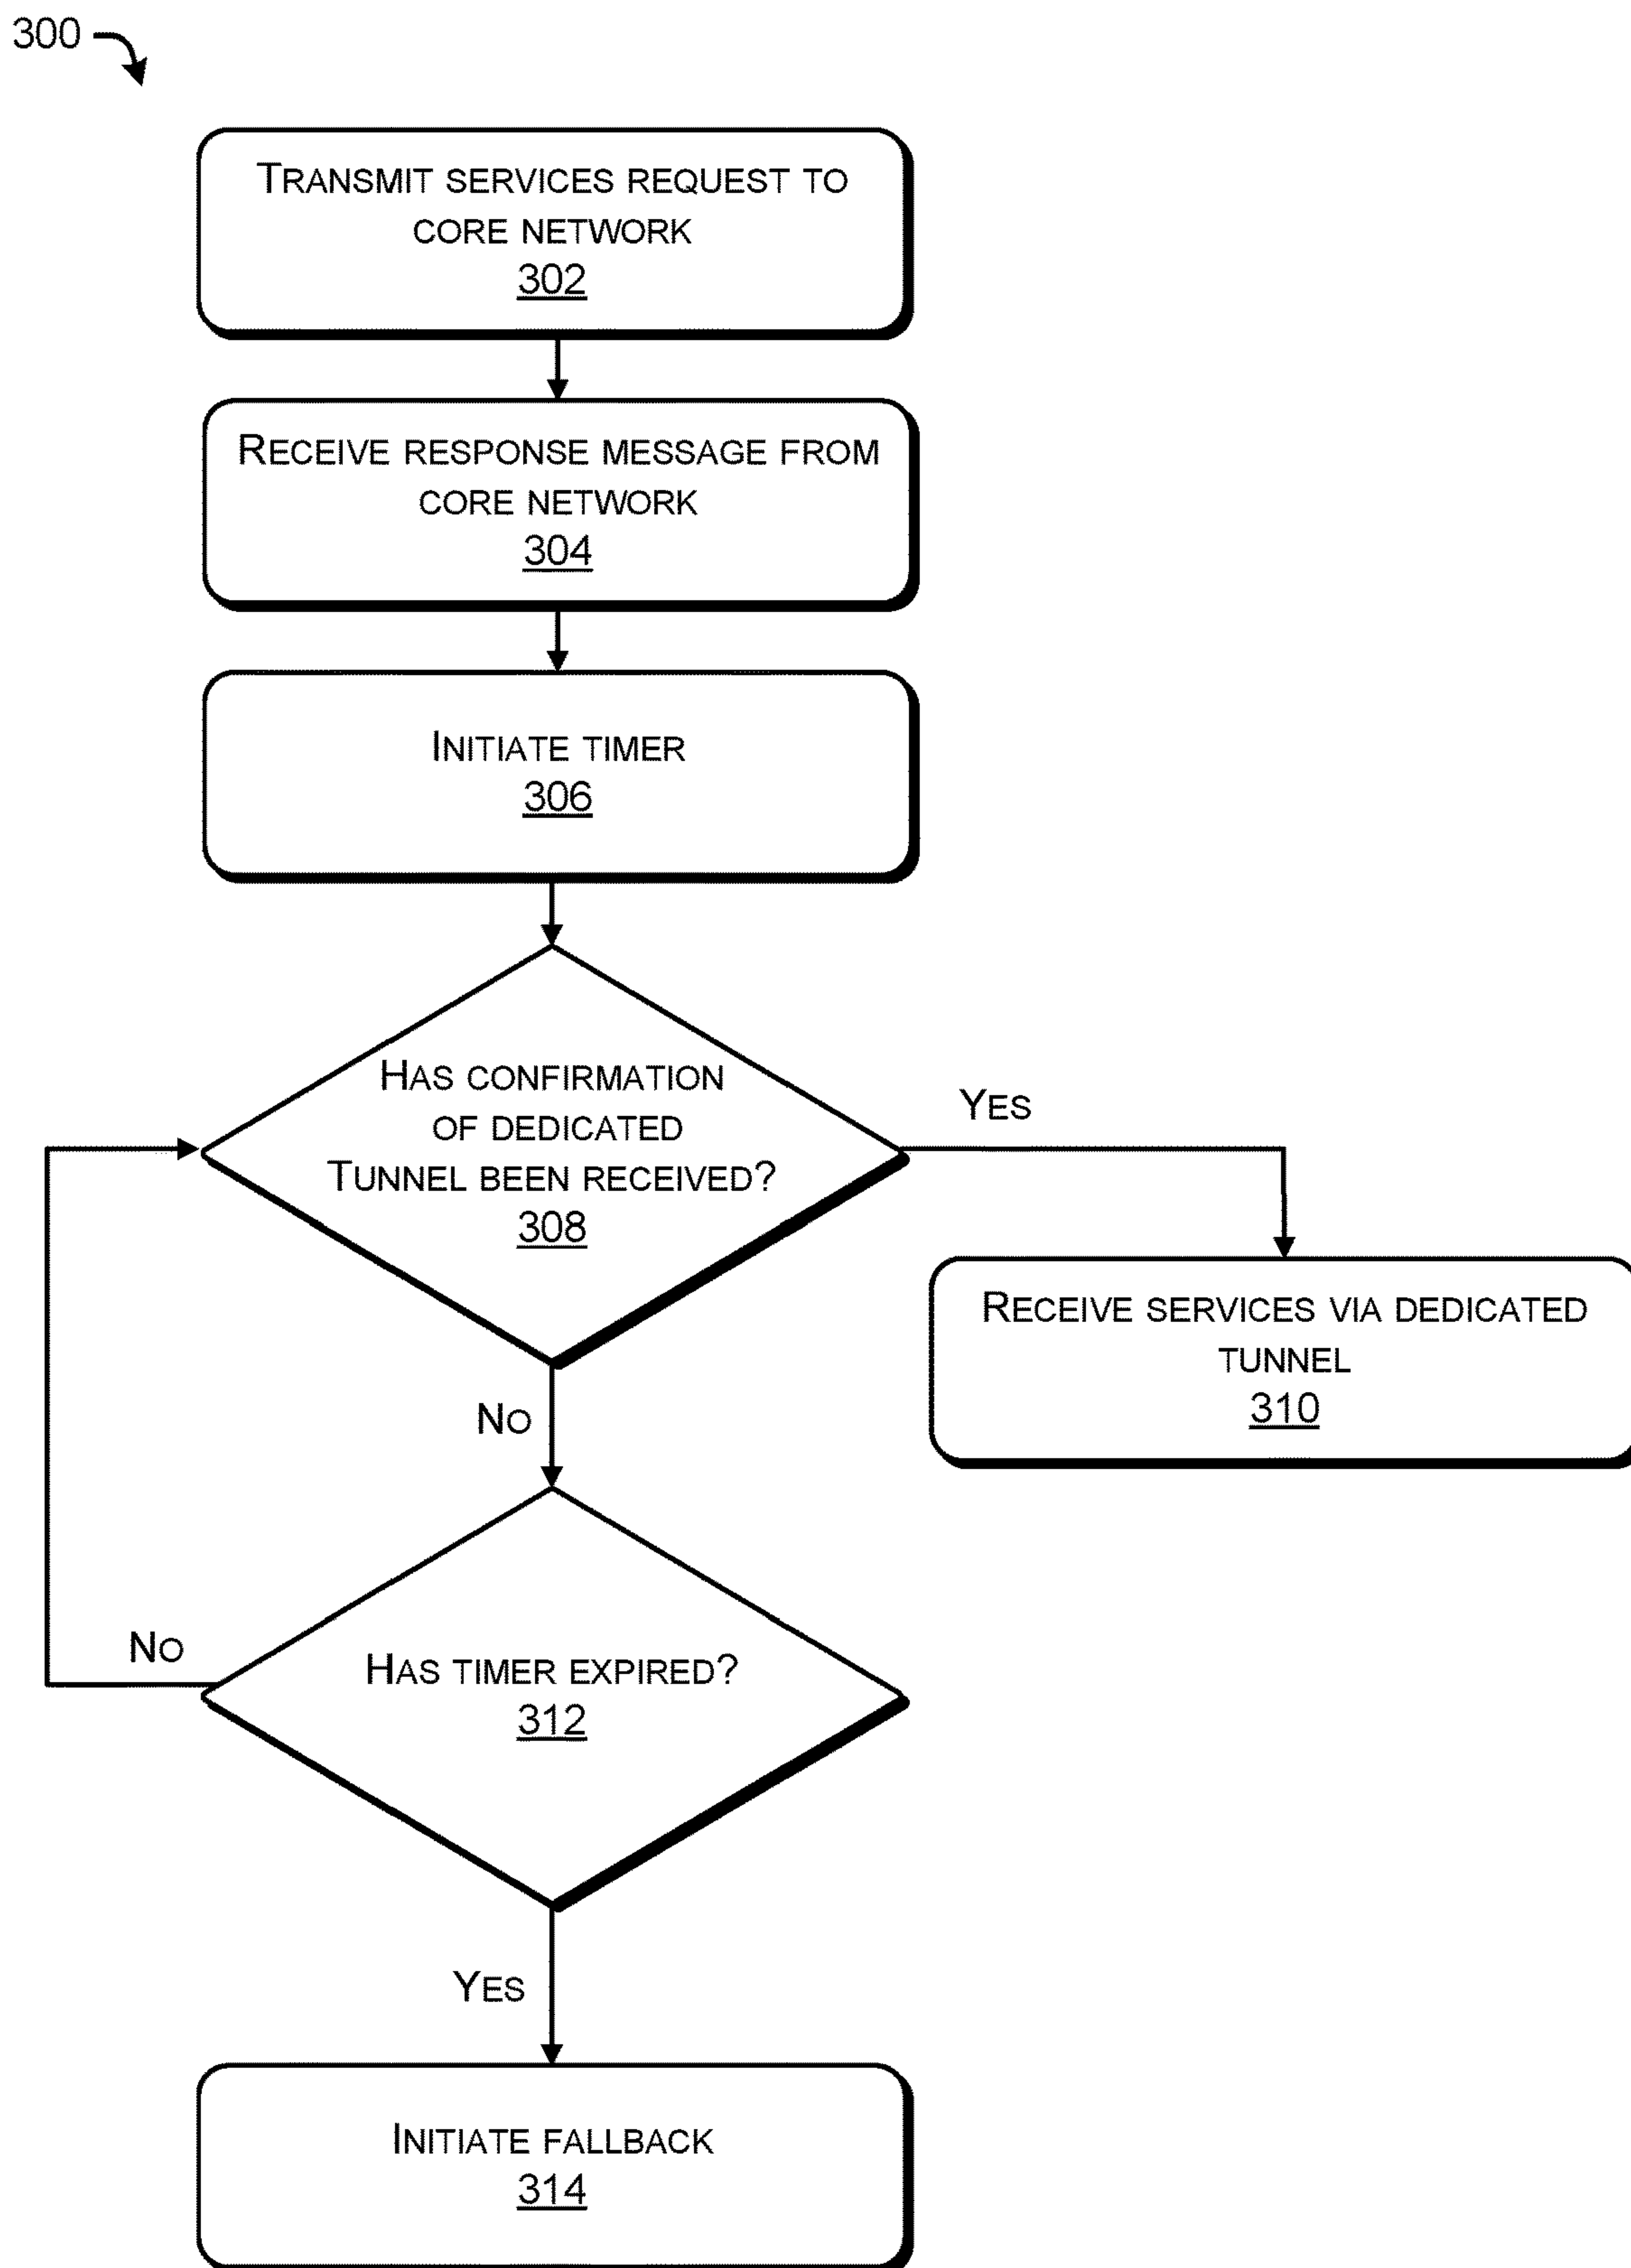 300
TRANSMIT SERVICES REQUEST TO
CORE NETWORK
302
RECEIVE RESPONSE MESSAGE FROM
CORE NETWORK
304
INITIATE TIMER
306
HAS CONFIRMATION
OF DEDICATED
TUNNEL BEEN RECEIVED?
308
YES
RECEIVE SERVICES VIA DEDICATED
TUNNEL
310
NO
NO
HAS TIMER EXPIRED?
312
YES
INITIATE FALLBACK
314